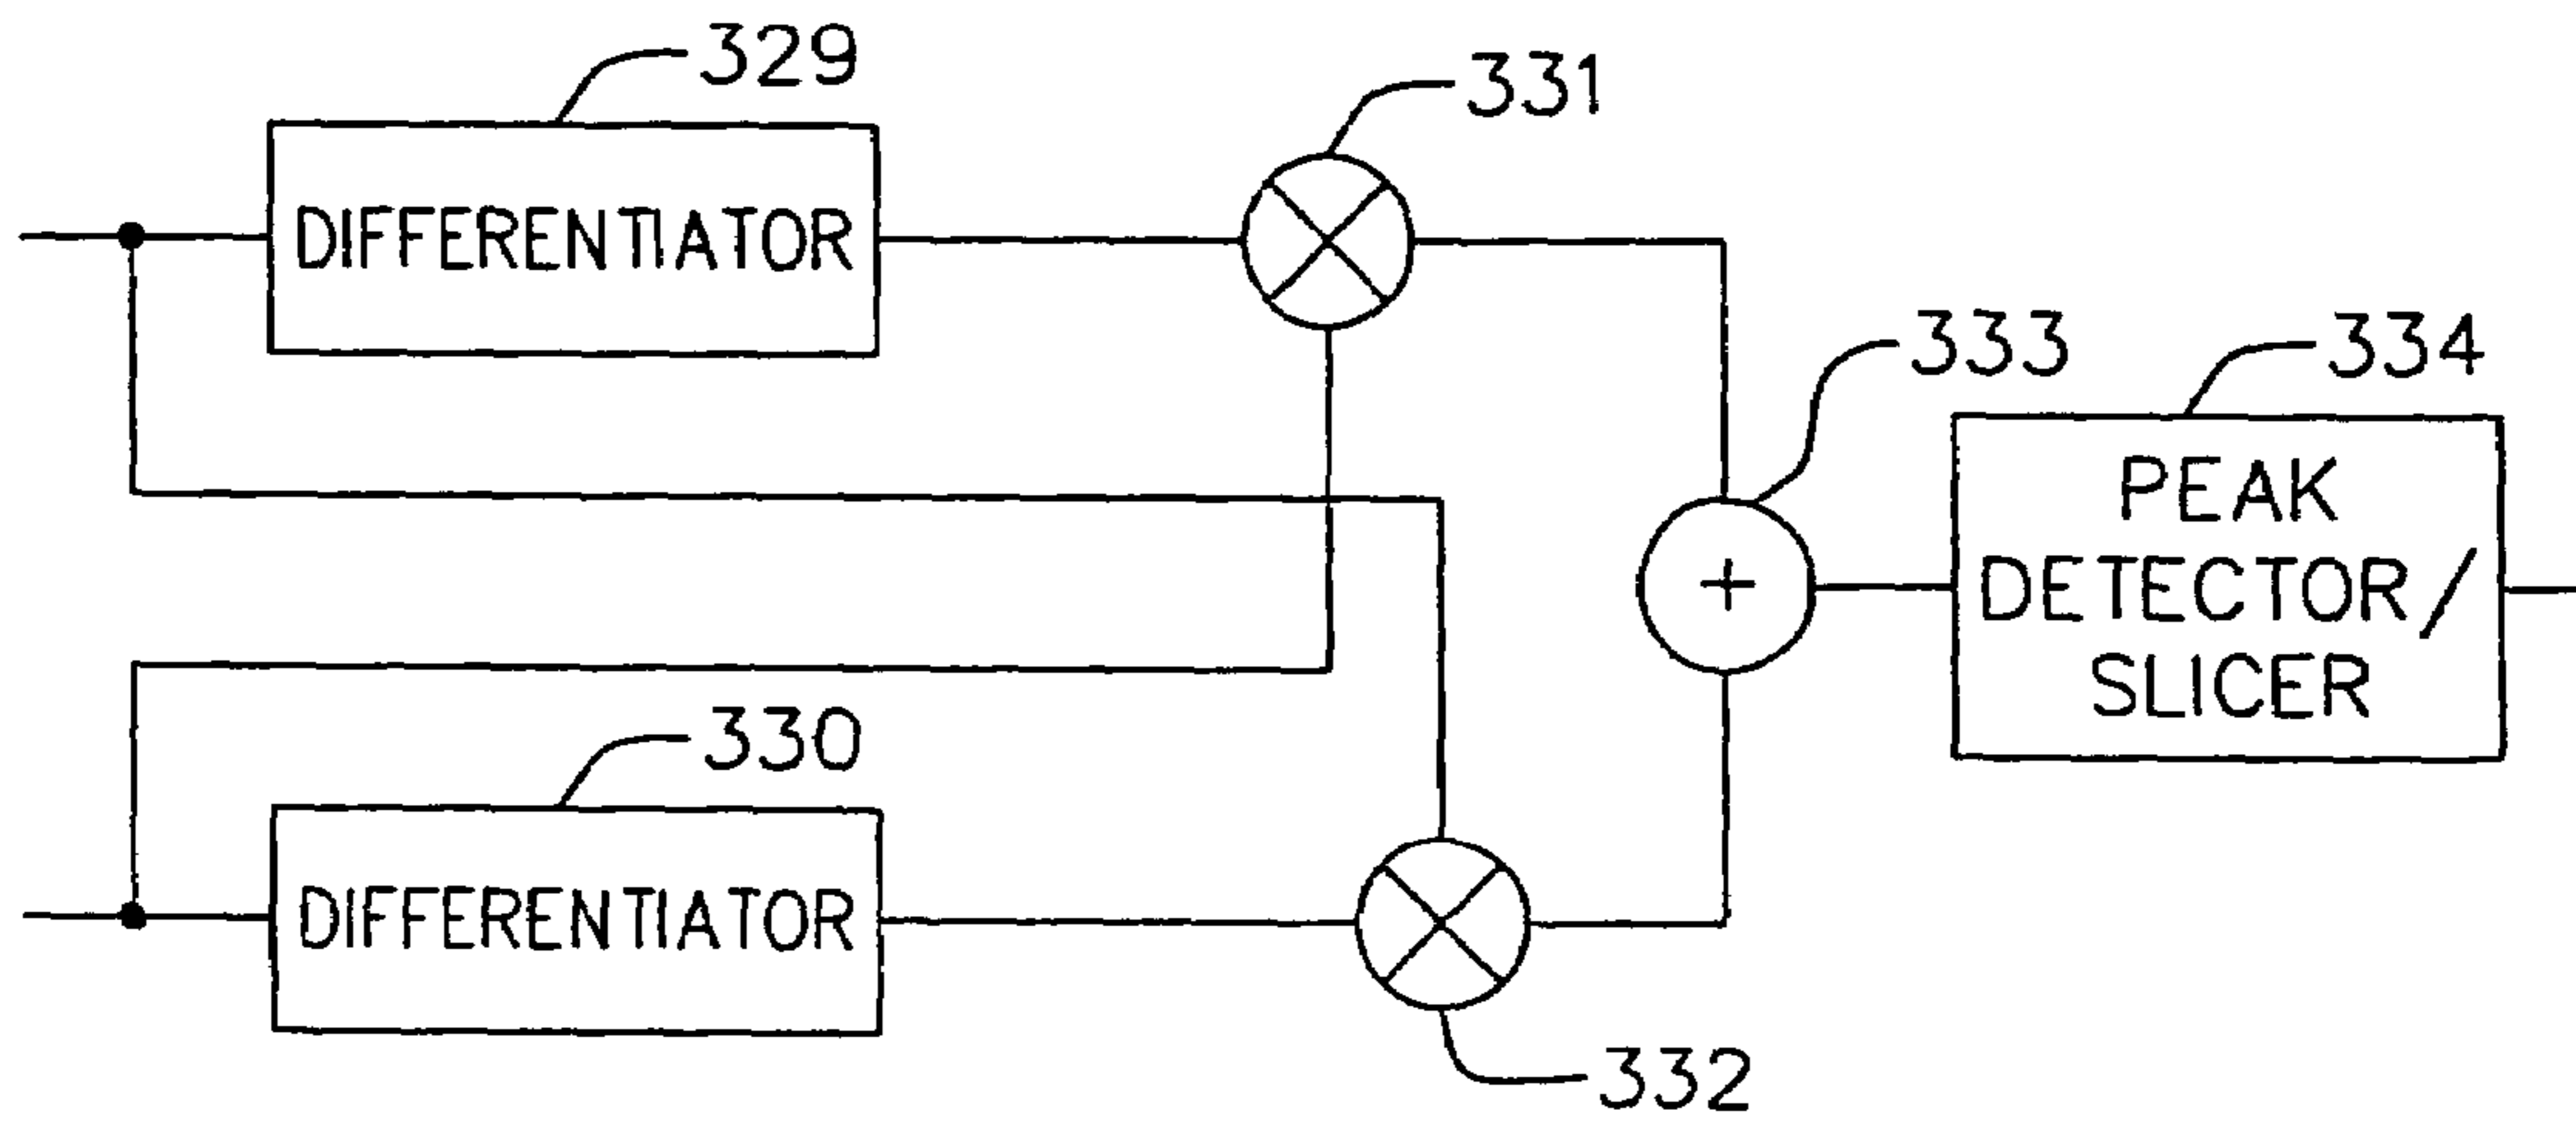 329
331
DIFFERENTIATOR
333
334
PEAK
DETECTOR/
SLICER
+
330
DIFFERENTIATOR
332